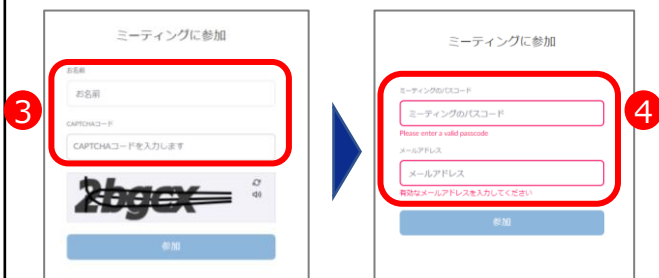 ミーティングに参加
お名前
お名前
CAPTCHAコード
CAPTCHAコードを入力します
2bgcx
参加
3
ミーティングに参加
ミーティングのパスコード
ミーティングのパスコード
Please enter a valid passcode
メールアドレス
メールアドレス
有効なメールアドレスを入力してください
参加
4